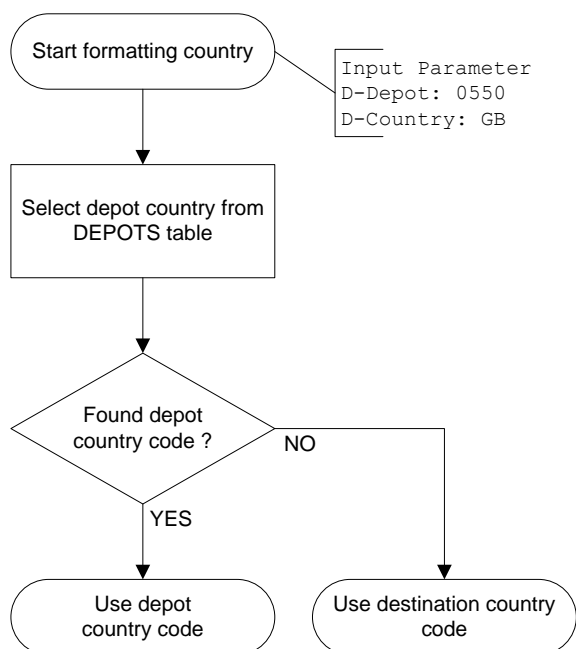 Start formatting country
Input Parameter
D-Depot: 0550
D-Country: GB
Select depot country from
DEPOTS table
Found depot
country code ?
NO
YES
Use depot
country code
Use destination country
code